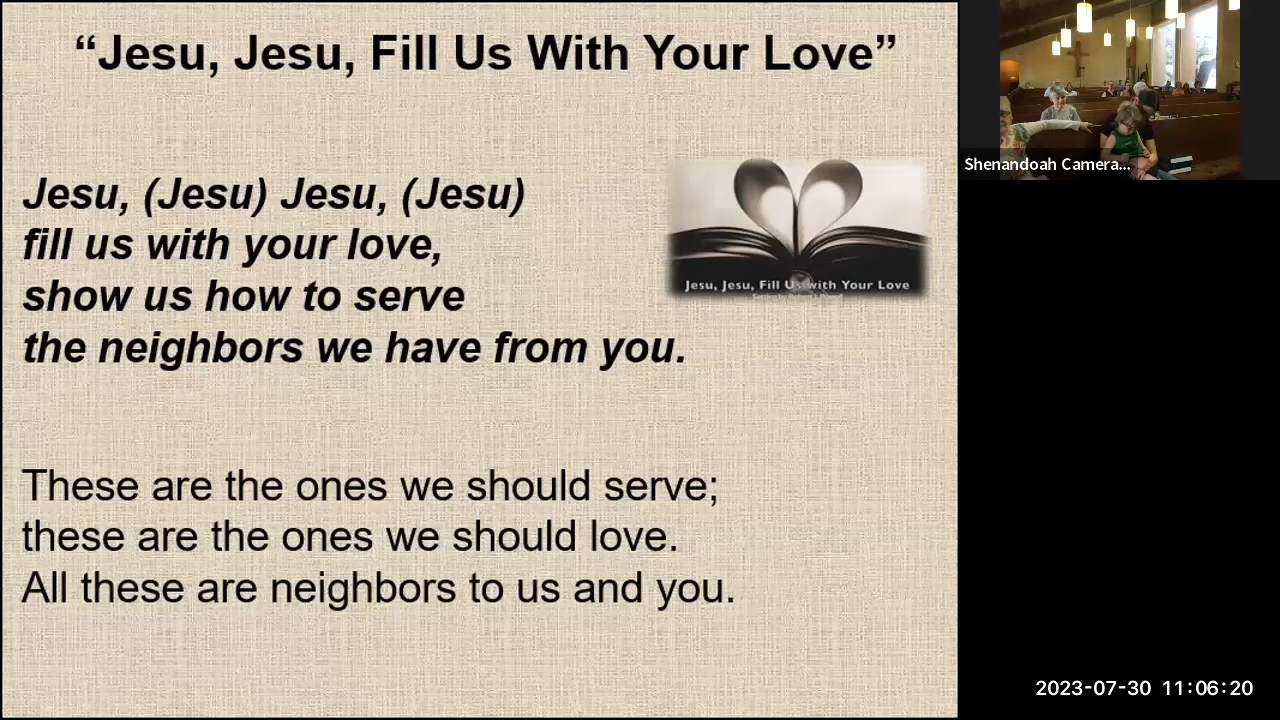 “Jesu, Jesu, Fill Us With Your Love”
Jesu, (Jesu) Jesu, (Jesu)
fill us with your love,
show us how to serve
the neighbors we have from you.
Jesu, Jesu, Fill Us with Your Love
These are the ones we should serve;
these are the ones we should love.
All these are neighbors to us and you.
Shenandoah Camera...
2023-07-30 11:06:20